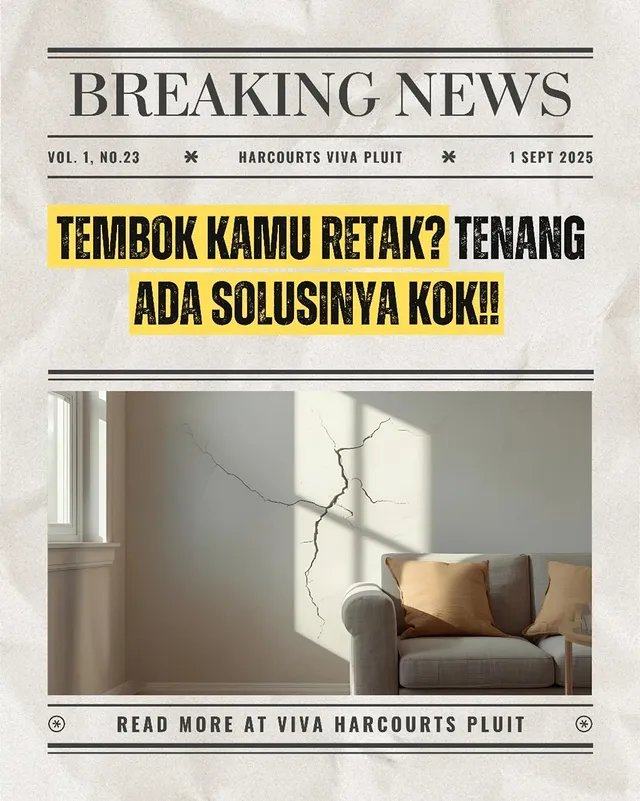 BREAKING NEWS
VOL. 1, NO.23 HARCOURTS VIVA PLUIT 1 SEPT 2025
TEMBOK KAMU RETAK? TENANG
ADA SOLUSINYA KOK!!
READ MORE AT VIVA HARCOURTS PLUIT